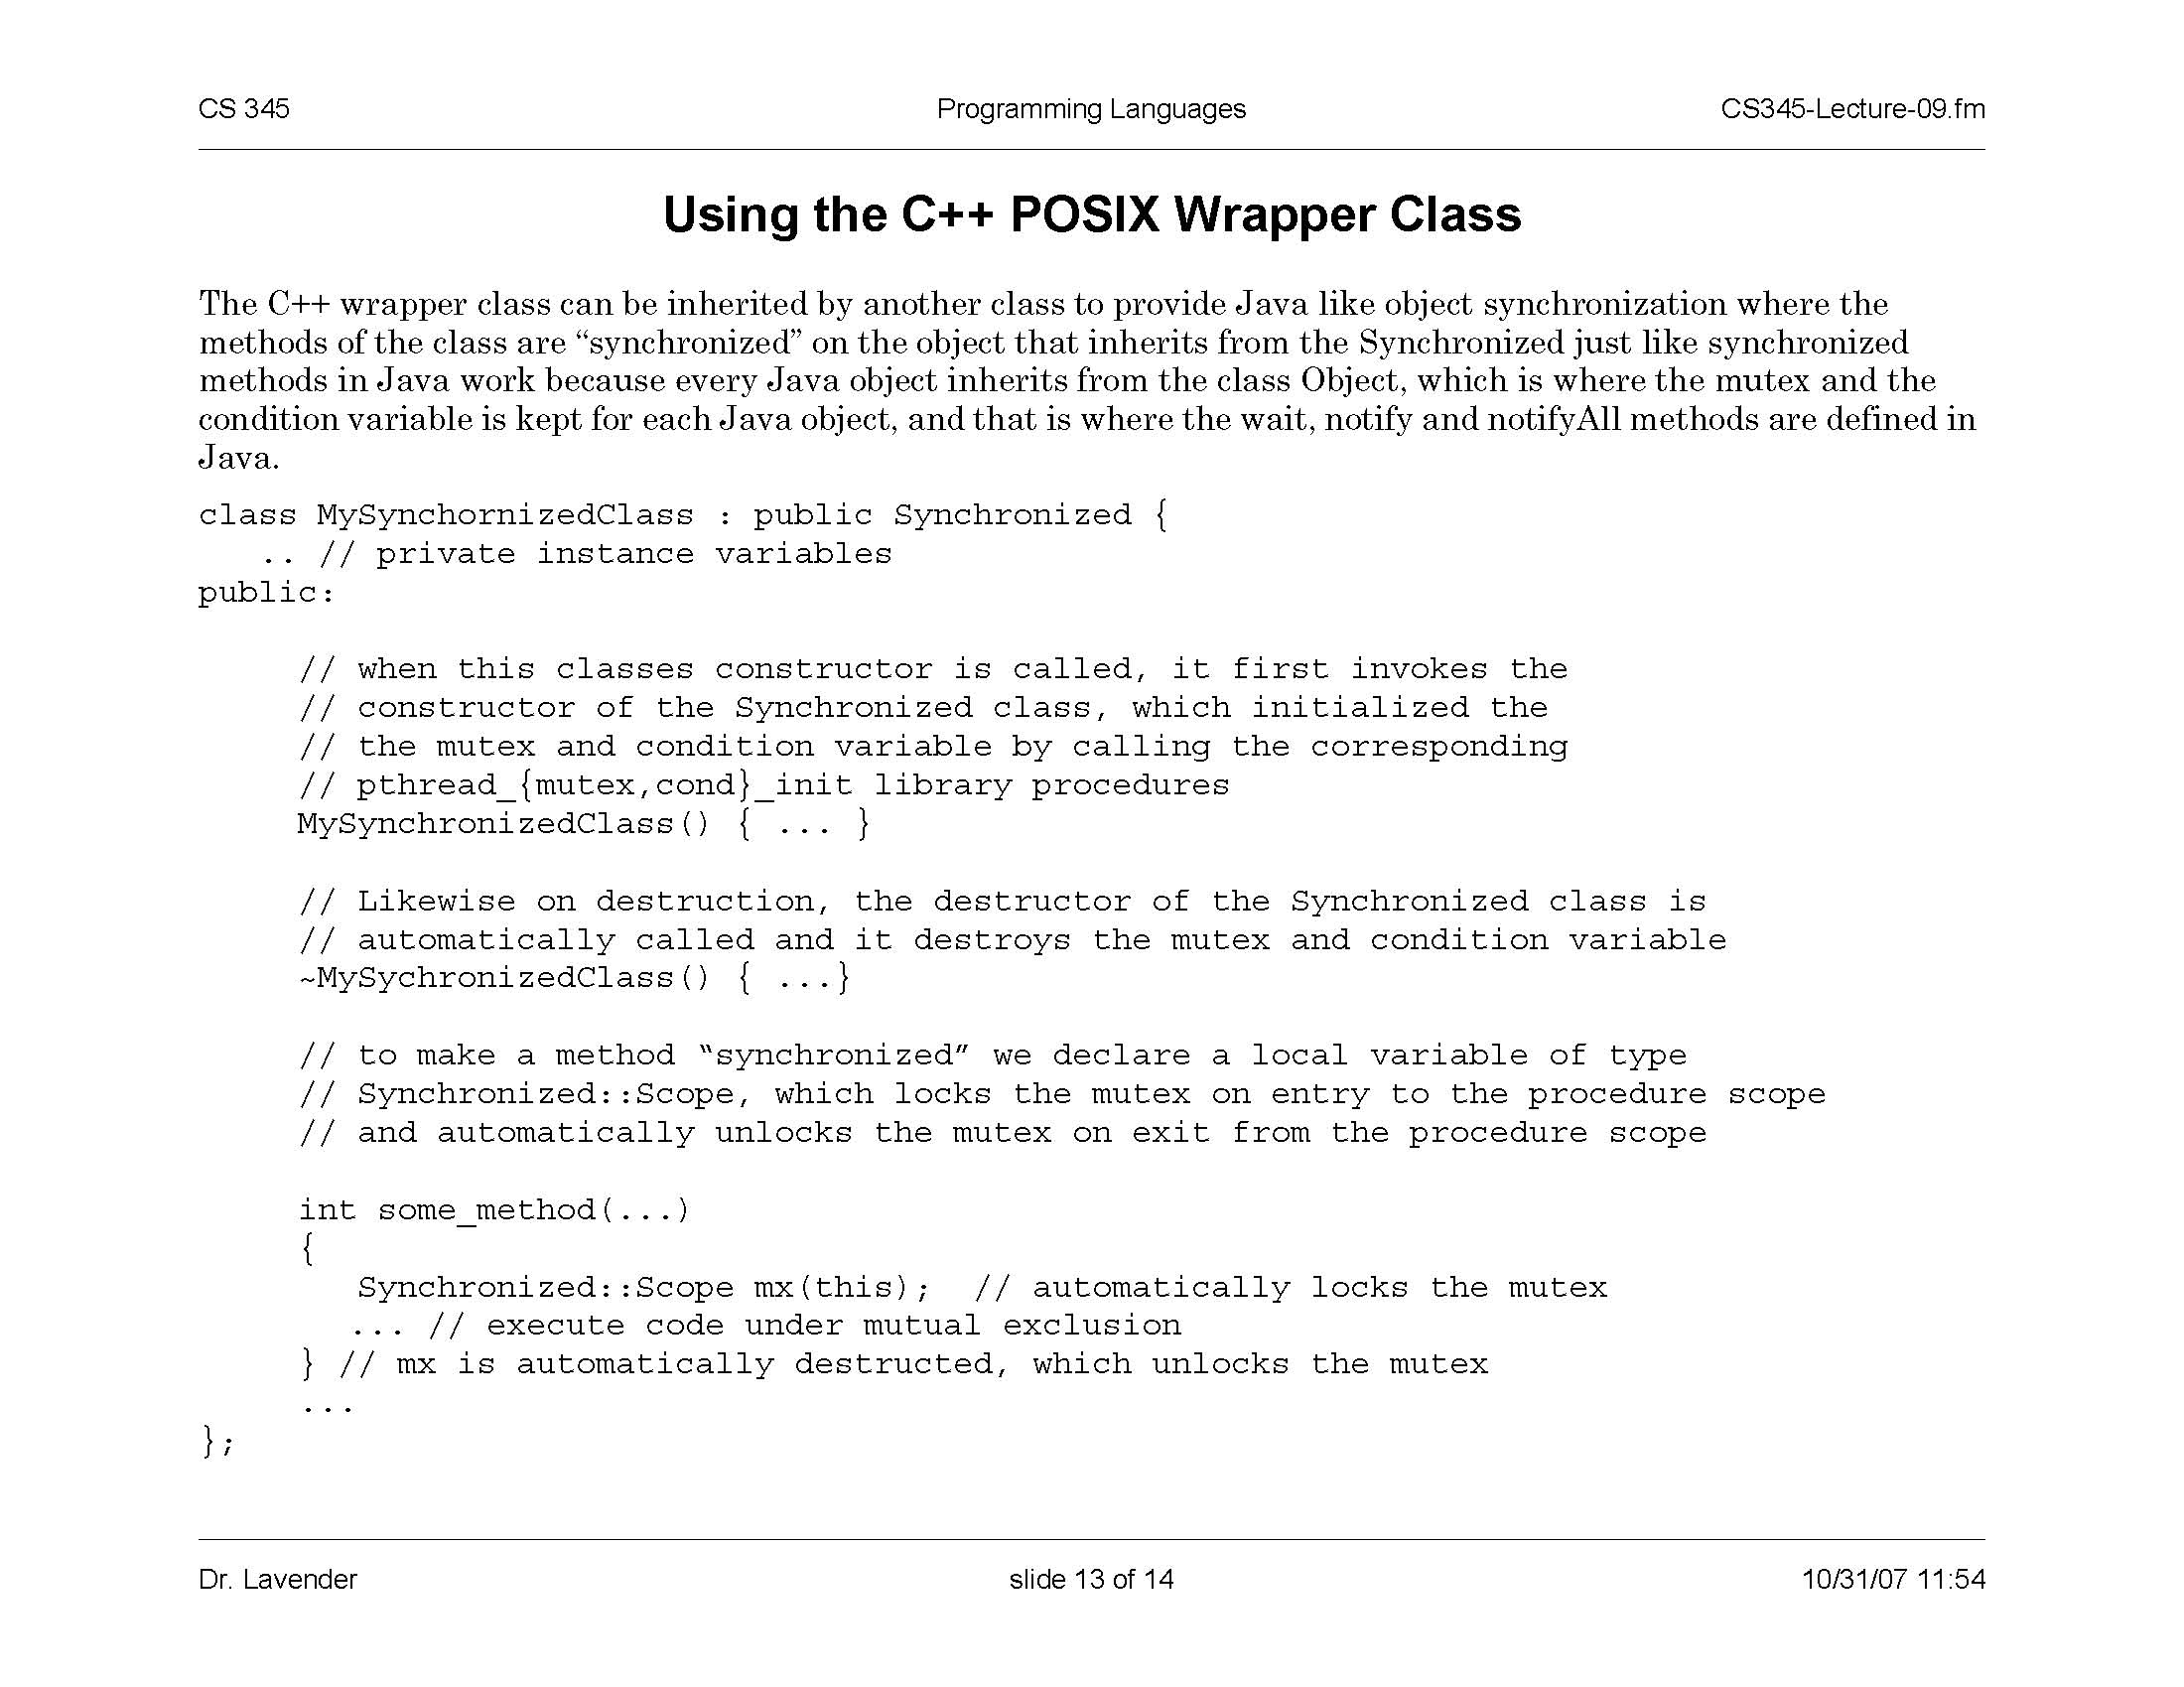 CS 345 Programming Languages CS345-Lecture-09.fm
Using the C++ POSIX Wrapper Class
The C++ wrapper class can be inherited by another class to provide Java like object synchronization where the
methods of the class are “synchronized” on the object that inherits from the Synchronized just like synchronized
methods in Java work because every Java object inherits from the class Object, which is where the mutex and the
condition variable is kept for each Java object, and that is where the wait, notify and notifyAll methods are defined in
Java.
class MySynchornizedClass : public Synchronized {
.. // private instance variables
public:
// when this classes constructor is called, it first invokes the
// constructor of the Synchronized class, which initialized the
// the mutex and condition variable by calling the corresponding
// pthread_{mutex,cond}_init library procedures
MySynchronizedClass() { ... }
// Likewise on destruction, the destructor of the Synchronized class is
// automatically called and it destroys the mutex and condition variable
~MySychronizedClass() { ...}
// to make a method “synchronized” we declare a local variable of type
// Synchronized::Scope, which locks the mutex on entry to the procedure scope
// and automatically unlocks the mutex on exit from the procedure scope
int some_method(...)
{
Synchronized::Scope mx(this); // automatically locks the mutex
... // execute code under mutual exclusion
} // mx is automatically destructed, which unlocks the mutex
...
};
Dr. Lavender slide 13 of 14 10/31/07 11:54